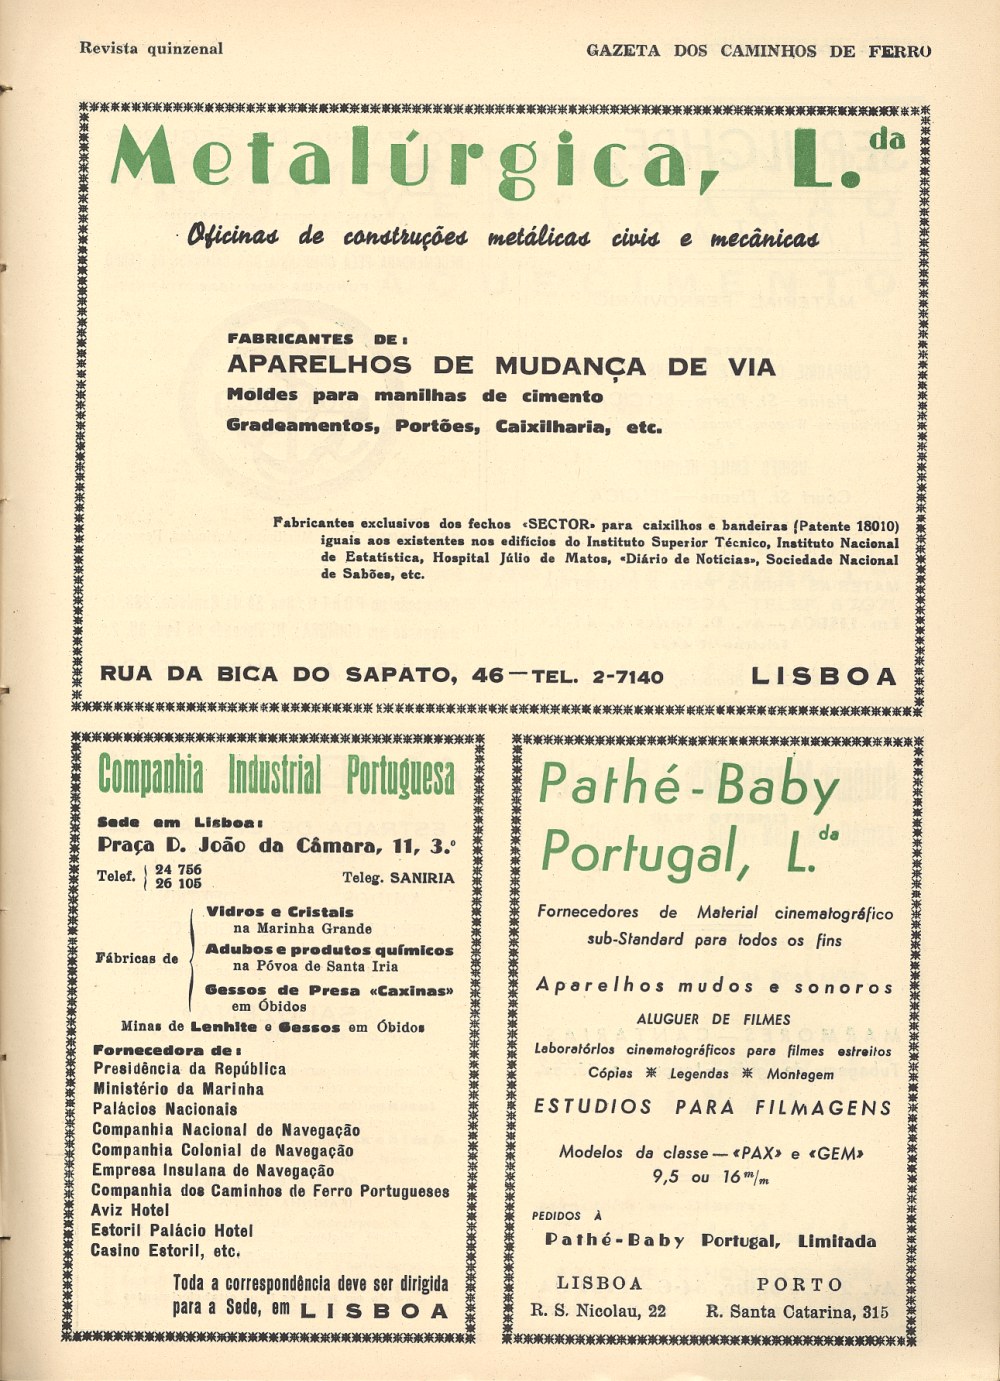 Revista quinzenal
GAZETA DOS CAMINHOS DE FERRO
Metalúrgica, L.da
Oficinas de construções metálicas civis e mecânicas
FABRICANTES DE:
APARELHOS DE MUDANÇA DE VIA
Moldes para manilhas de cimento
Gradeamentos, Portões, Caixilharia, etc.
Fabricantes exclusivos dos fechos «SECTOR» para caixilhos e bandeiras (Patente 18010)
iguais aos existentes nos edifícios do Instituto Superior Técnico, Instituto Nacional
de Estatística, Hospital Júlio de Matos, «Diário de Notícias», Sociedade Nacional
de Sabões, etc.
RUA DA BICA DO SAPATO, 46 — TEL. 2-7140 LISBOA
Companhia Industrial Portuguesa
Sede em Lisboa:
Praça D. João da Câmara, 11, 3.º
Telef. { 24 756
26 105
Teleg. SANIRIA
Fábricas de
Vidros e Cristais
na Marinha Grande
Adubos e produtos químicos
na Póvoa de Santa Iria
Gessos de Presa «Caxinas»
em Óbidos
Minas de Lenhite e Gessos em Óbidos
Fornecedora de:
Presidência da República
Ministério da Marinha
Palácios Nacionais
Companhia Nacional de Navegação
Companhia Colonial de Navegação
Empresa Insulana de Navegação
Companhia dos Caminhos de Ferro Portugueses
Aviz Hotel
Estoril Palácio Hotel
Casino Estoril, etc.
Toda a correspondência deve ser dirigida
para a Sede, em LISBOA
Pathé-Baby
Portugal, L.da
Fornecedores de Material cinematográfico
sub-Standard para todos os fins
Aparelhos mudos e sonoros
ALUGUER DE FILMES
Laboratórios cinematográficos para filmes estreitos
Cópias ✳ Legendas ✳ Montagem
ESTUDIOS PARA FILMAGENS
Modelos da classe — «PAX» e «GEM»
9,5 ou 16 m/m
PEDIDOS À
Pathé-Baby Portugal, Limitada
LISBOA PORTO
R. S. Nicolau, 22 R. Santa Catarina, 315